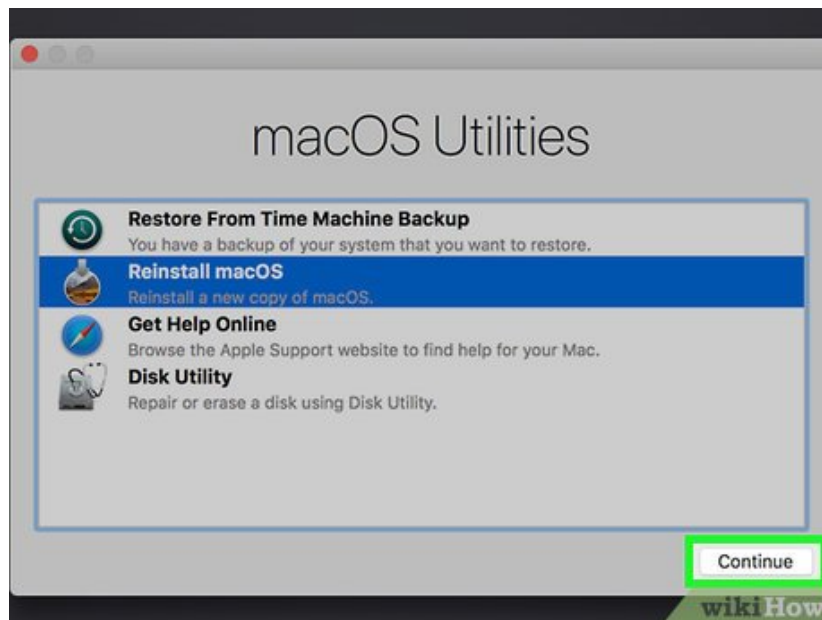 macOS Utilities
Restore From Time Machine Backup
You have a backup of your system that you want to restore.
Reinstall macOS
Reinstall a new copy of macOS.
Get Help Online
Browse the Apple Support website to find help for your Mac.
Disk Utility
Repair or erase a disk using Disk Utility.
Continue
wikiHow